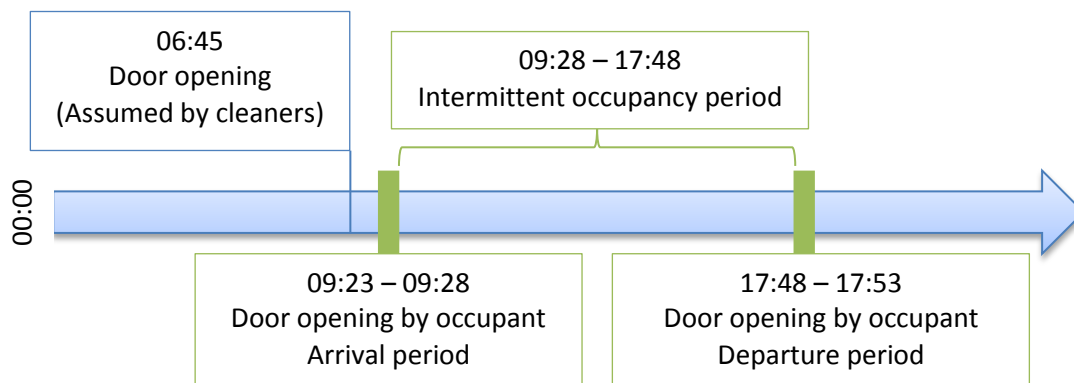 06:45
Door opening
(Assumed by cleaners)
09:28 – 17:48
Intermittent occupancy period
00:00
09:23 – 09:28
Door opening by occupant
Arrival period
17:48 – 17:53
Door opening by occupant
Departure period